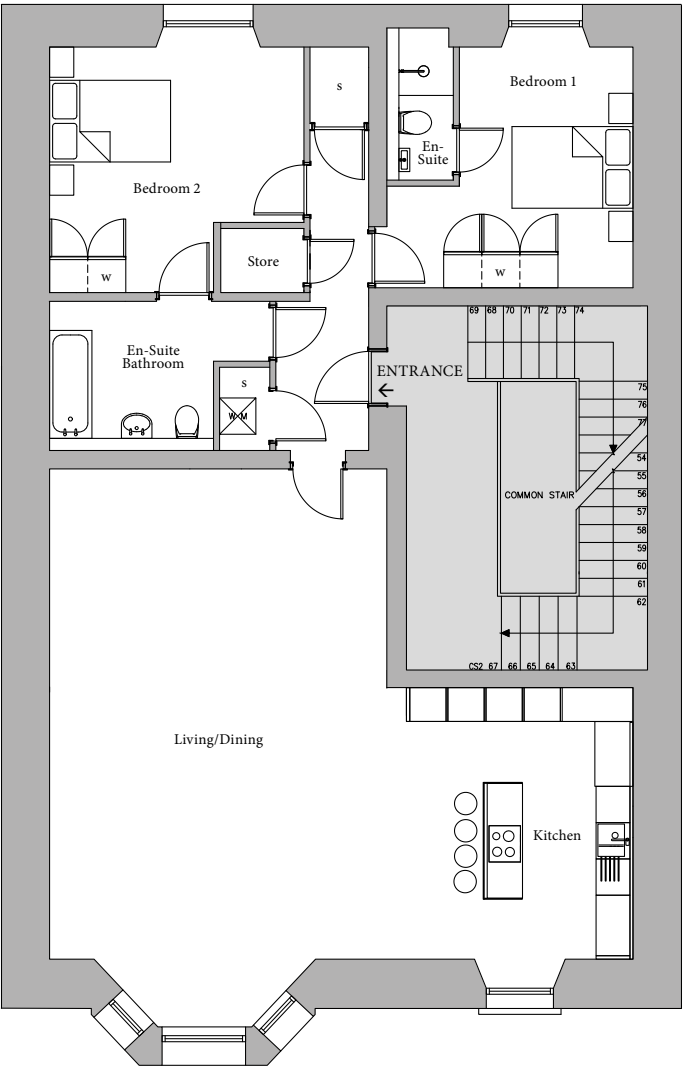 s
Bedroom 1
En-
Suite
Bedroom 2
Store
w
w
69 68 70 71 72 73 74
En-Suite
Bathroom
ENTRANCE
s
W M
75
76
77
54
55
COMMON STAIR
56
57
58
59
60
61
62
CS2 67 66 65 64 63
Living/Dining
Kitchen